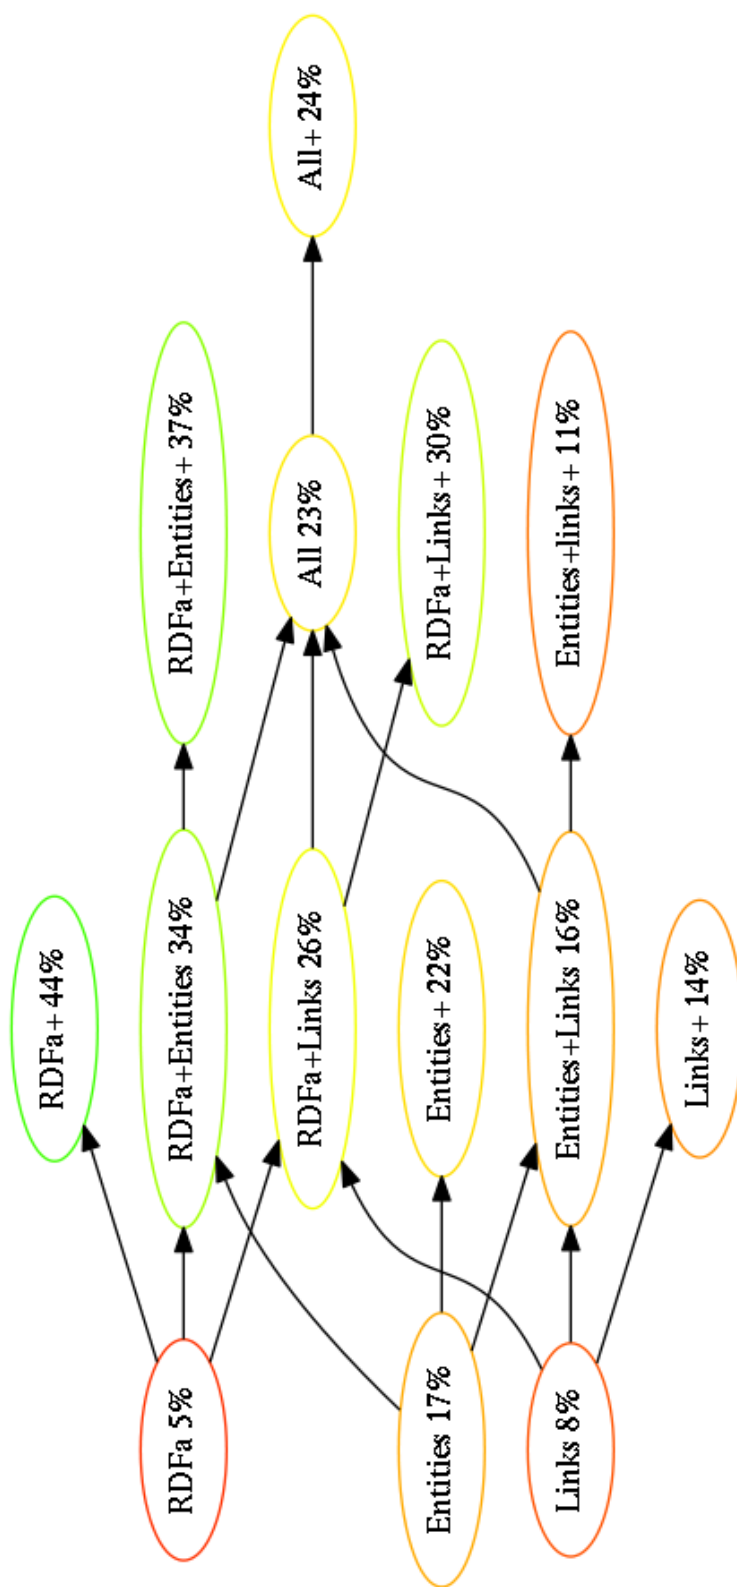 RDFa 5%
Entities 17%
Links 8%
RDFa+ 44%
RDFa+Entities 34%
RDFa+Links 26%
Entities+ 22%
Entities+Links 16%
Links+ 14%
RDFa+Entities+ 37%
All 23%
RDFa+Links+ 30%
Entities+links+ 11%
All+ 24%